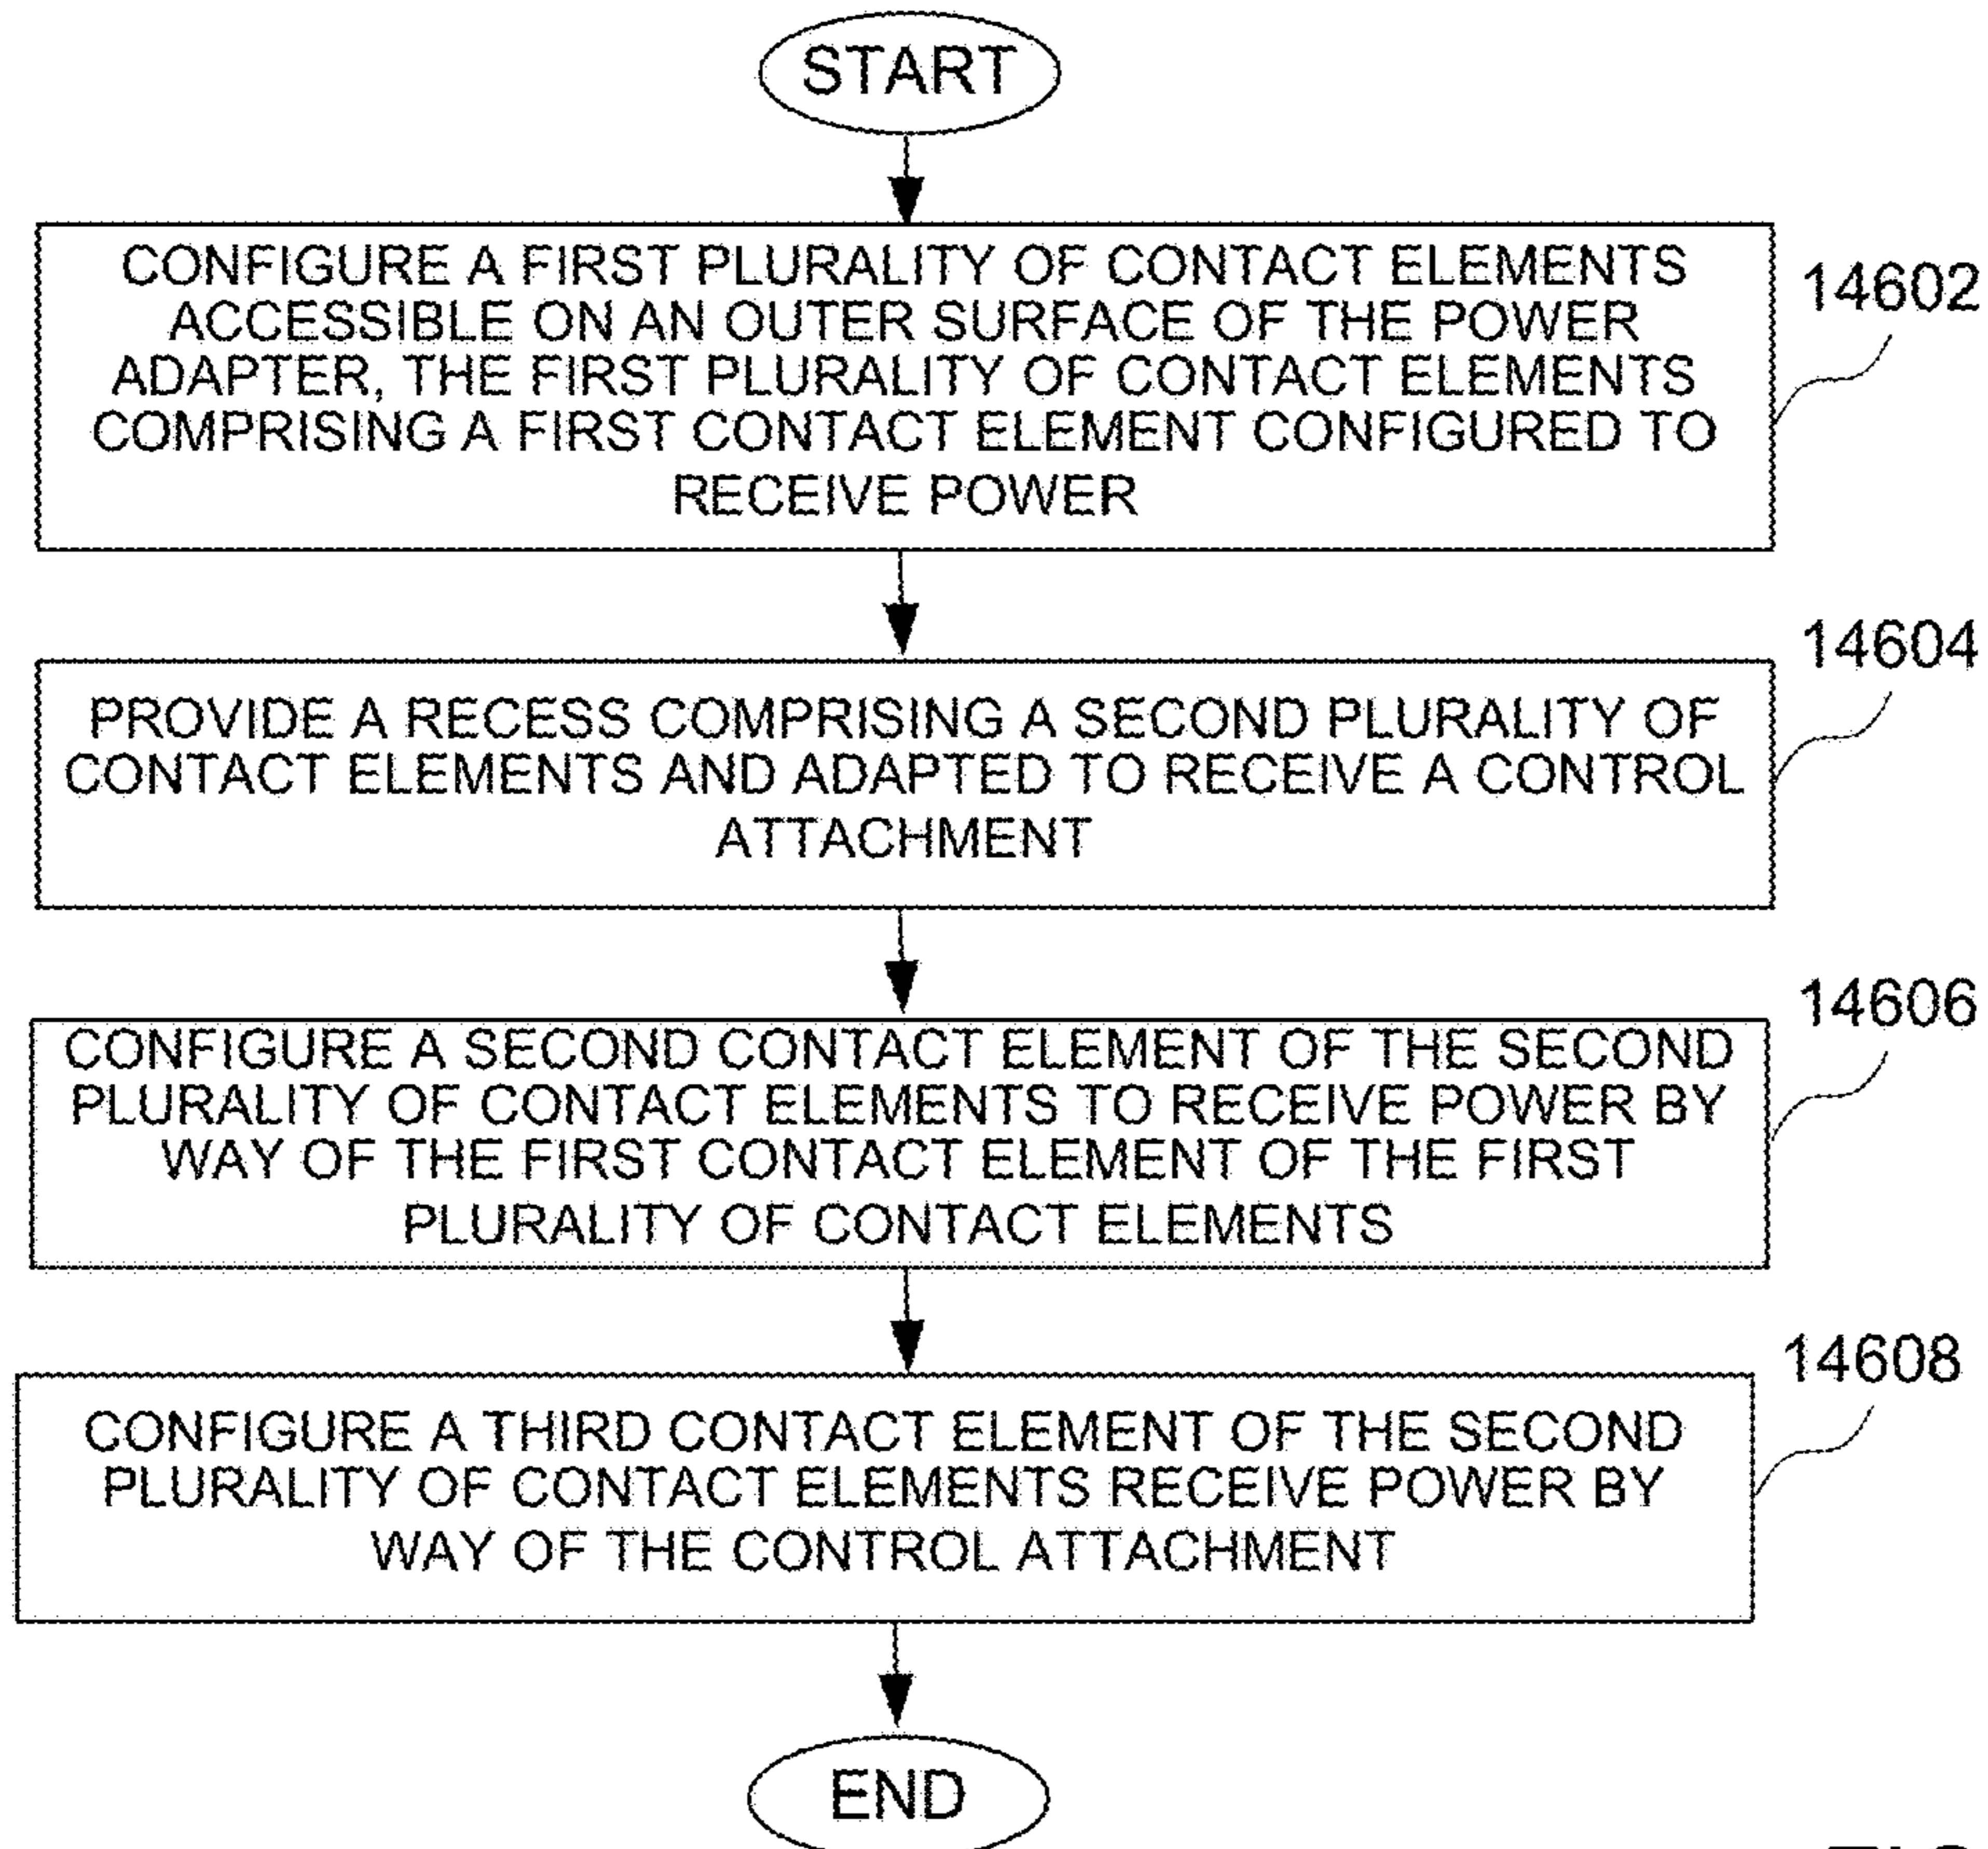 START
CONFIGURE A FIRST PLURALITY OF CONTACT ELEMENTS
ACCESSIBLE ON AN OUTER SURFACE OF THE POWER
ADAPTER, THE FIRST PLURALITY OF CONTACT ELEMENTS
COMPRISING A FIRST CONTACT ELEMENT CONFIGURED TO
RECEIVE POWER
14602
PROVIDE A RECESS COMPRISING A SECOND PLURALITY OF
CONTACT ELEMENTS AND ADAPTED TO RECEIVE A CONTROL
ATTACHMENT
14604
CONFIGURE A SECOND CONTACT ELEMENT OF THE SECOND
PLURALITY OF CONTACT ELEMENTS TO RECEIVE POWER BY
WAY OF THE FIRST CONTACT ELEMENT OF THE FIRST
PLURALITY OF CONTACT ELEMENTS
14606
CONFIGURE A THIRD CONTACT ELEMENT OF THE SECOND
PLURALITY OF CONTACT ELEMENTS RECEIVE POWER BY
WAY OF THE CONTROL ATTACHMENT
14608
END